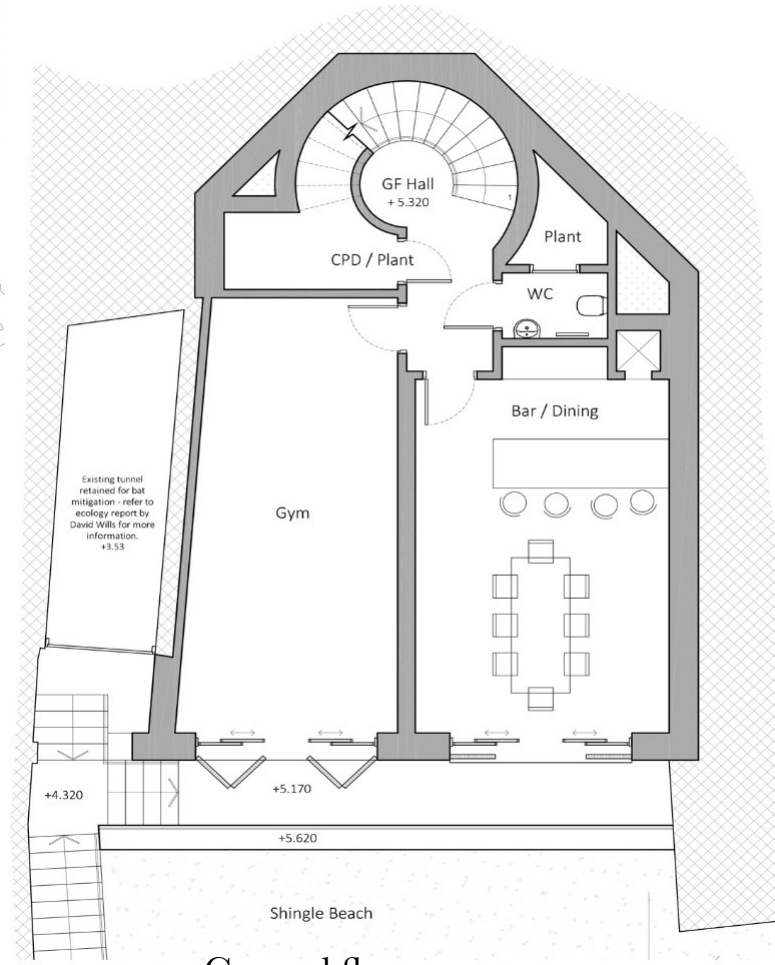 GF Hall
+ 5.320
1
Plant
CPD / Plant
WC
Bar / Dining
Existing tunnel
retained for bat
mitigation - refer to
ecology report by
David Wills for more
information.
+3.53
Gym
+5.170
+4.320
+5.620
Shingle Beach